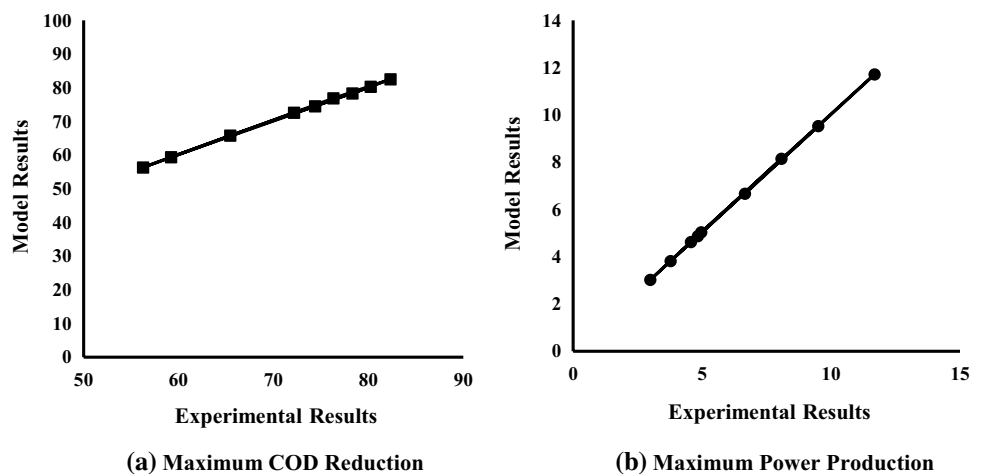 100
90
80
70
60
50
40
30
20
10
0
50 60 70 80 90
Model Results
Experimental Results
(a) Maximum COD Reduction
14
12
10
8
6
4
2
0
0 5 10 15
Model Results
Experimental Results
(b) Maximum Power Production